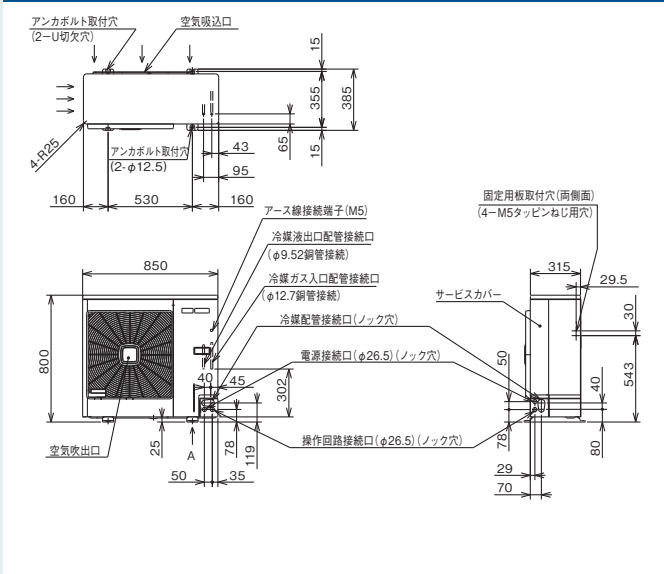 アンカボルト取付穴
(2−U切欠穴)
空気吸込口
15
355
385
15
65
43
95
4-R25
アンカボルト取付穴
(2-φ12.5)
160
530
160
アース線接続端子(M5)
冷媒液出口配管接続口
(φ9.52銅管接続)
冷媒ガス入口配管接続口
(φ12.7銅管接続)
冷媒配管接続口(ノック穴)
電源接続口(φ26.5)(ノック穴)
操作回路接続口(φ26.5)(ノック穴)
固定用板取付穴(両側面)
(4−M5タッピンねじ用穴)
サービスカバー
850
800
空気吹出口
25
A
50
35
40
45
302
78
119
315
29.5
30
543
50
78
40
80
29
70